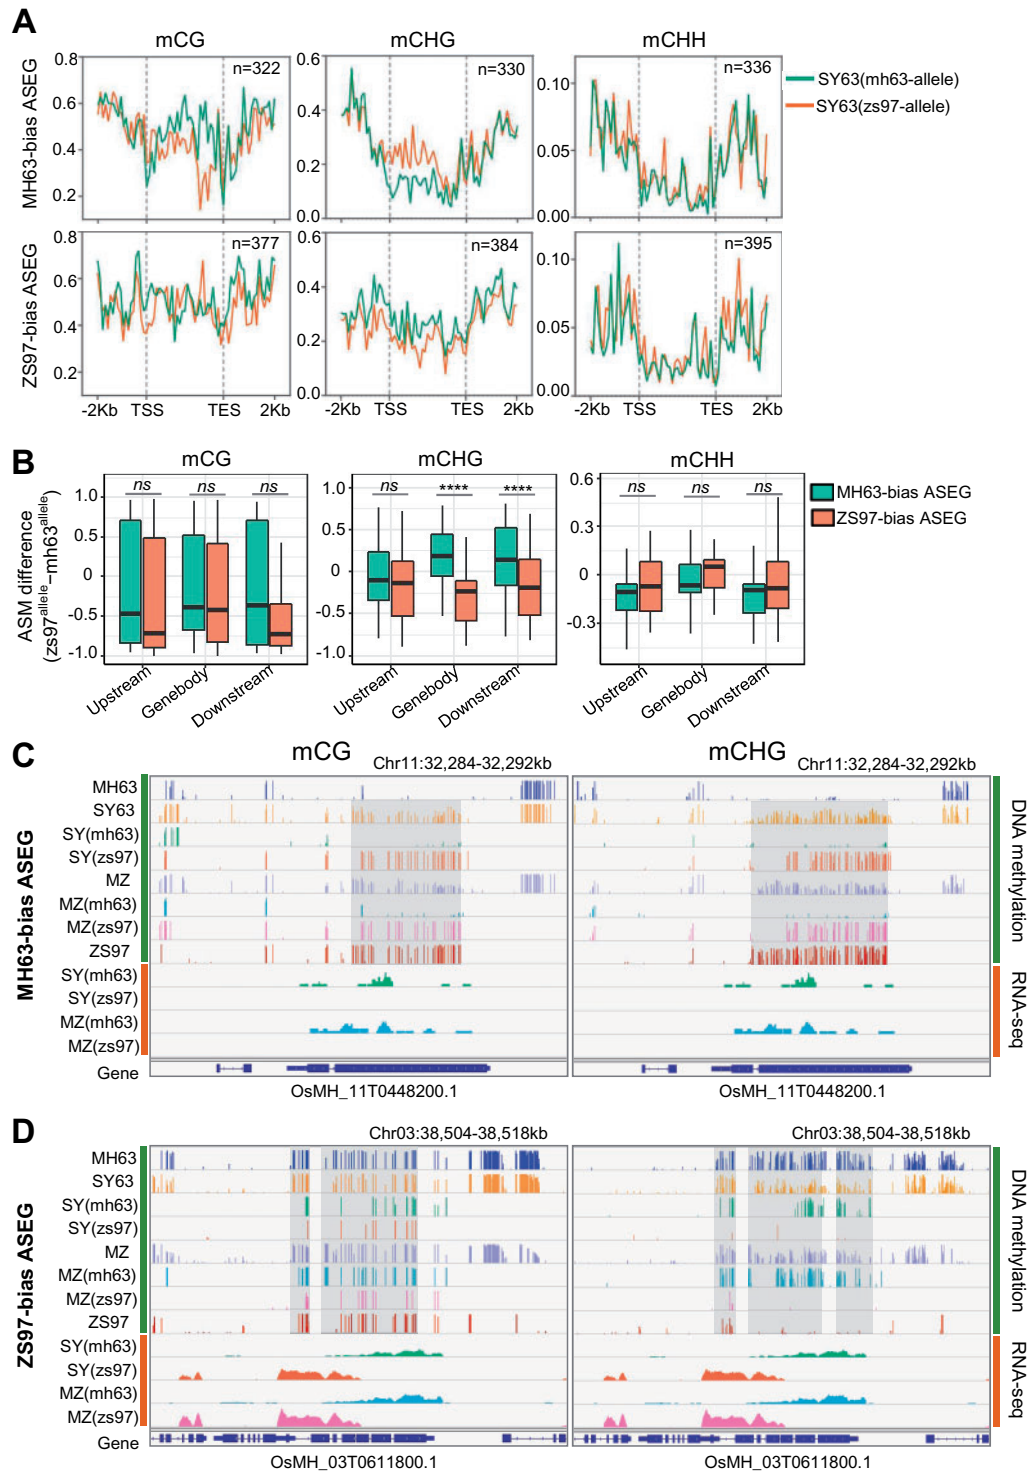 A
mCG
mCHG
mCHH
MH63-bias ASEG
0.8
0.6
0.4
0.2
n=322
0.6
0.4
0.2
0.0
n=330
0.10
0.05
0.00
n=336
SY63(mh63-allele)
SY63(zs97-allele)
ZS97-bias ASEG
0.8
0.6
0.4
0.2
n=377
0.6
0.4
0.2
0.0
n=384
0.10
0.05
0.00
n=395
-2Kb TSS TES 2Kb
-2Kb TSS TES 2Kb
-2Kb TSS TES 2Kb
B
mCG
mCHG
mCHH
ASM difference
(zs97allele−mh63allele)
1.0
0.5
0
-0.5
-1.0
ns ns ns
Upstream Genebody Downstream
1.0
0.5
0
-0.5
-1.0
ns **** ****
Upstream Genebody Downstream
0.6
0.3
0
-0.3
ns ns ns
Upstream Genebody Downstream
MH63-bias ASEG
ZS97-bias ASEG
C
mCG
mCHG
Chr11:32,284-32,292kb
Chr11:32,284-32,292kb
MH63-bias ASEG
MH63
SY63
SY(mh63)
SY(zs97)
MZ
MZ(mh63)
MZ(zs97)
ZS97
SY(mh63)
SY(zs97)
MZ(mh63)
MZ(zs97)
Gene
DNA methylation
RNA-seq
OsMH_11T0448200.1
OsMH_11T0448200.1
D
Chr03:38,504-38,518kb
Chr03:38,504-38,518kb
ZS97-bias ASEG
MH63
SY63
SY(mh63)
SY(zs97)
MZ
MZ(mh63)
MZ(zs97)
ZS97
SY(mh63)
SY(zs97)
MZ(mh63)
MZ(zs97)
Gene
DNA methylation
RNA-seq
OsMH_03T0611800.1
OsMH_03T0611800.1